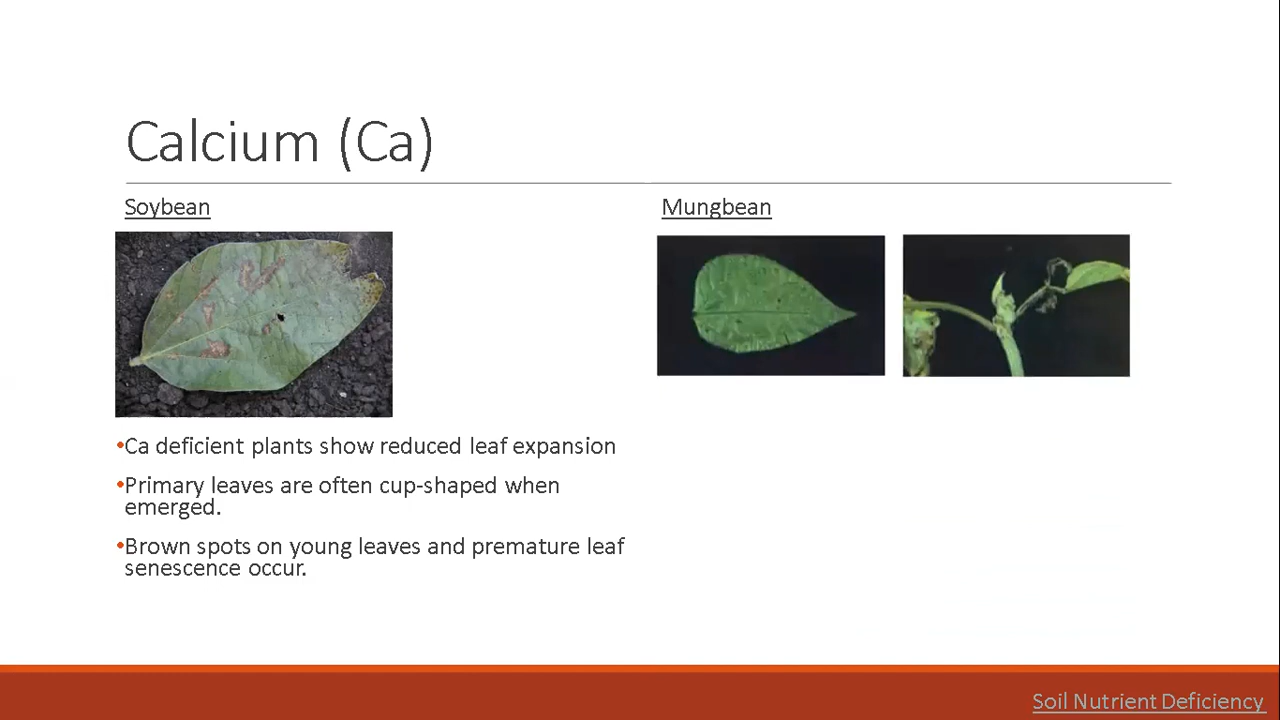 Calcium (Ca)
Soybean
Mungbean
•Ca deficient plants show reduced leaf expansion
•Primary leaves are often cup-shaped when
emerged.
•Brown spots on young leaves and premature leaf
senescence occur.
Soil Nutrient Deficiency